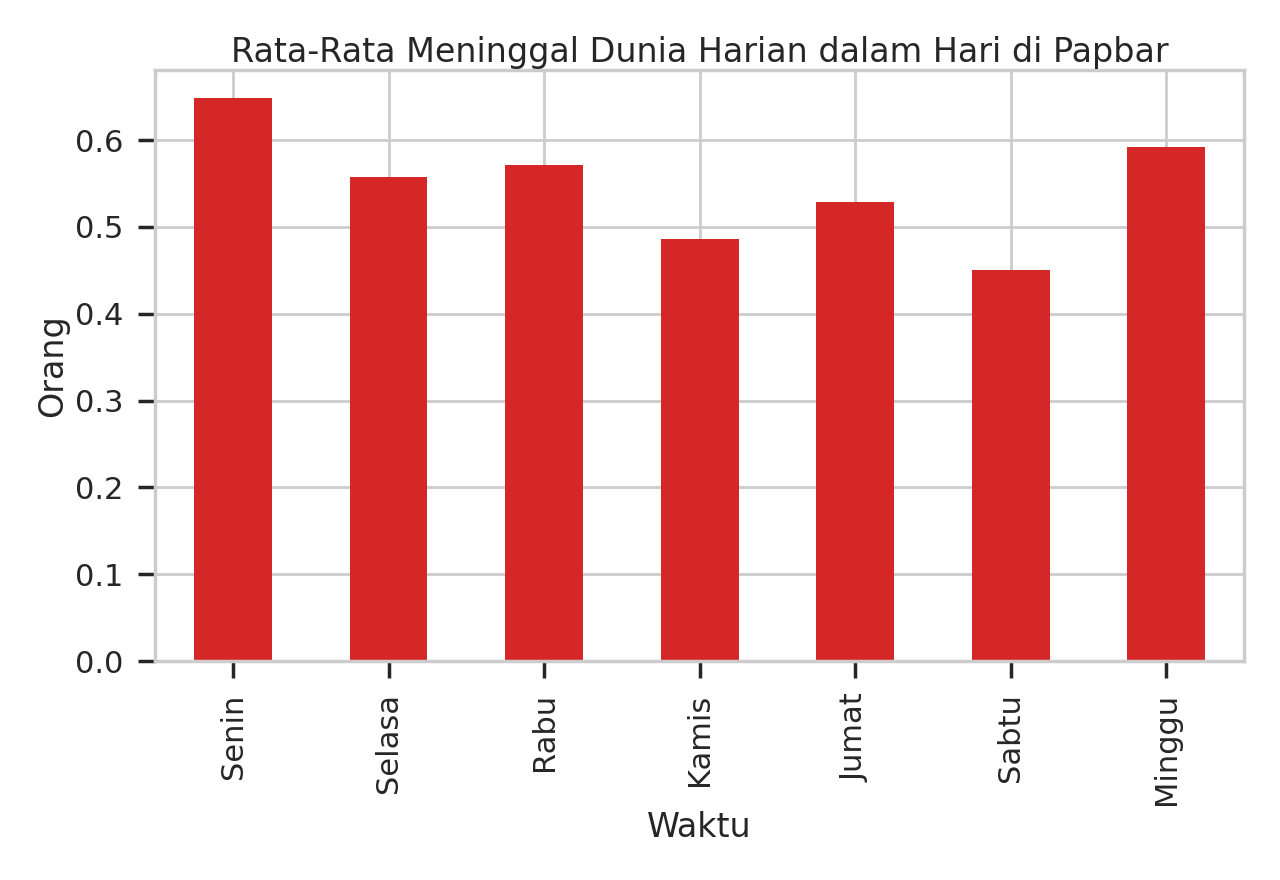 Rata-Rata Meninggal Dunia Harian dalam Hari di Papbar
Orang
0.6
0.5
0.4
0.3
0.2
0.1
0.0
Senin
Selasa
Rabu
Kamis
Jumat
Sabtu
Minggu
Waktu